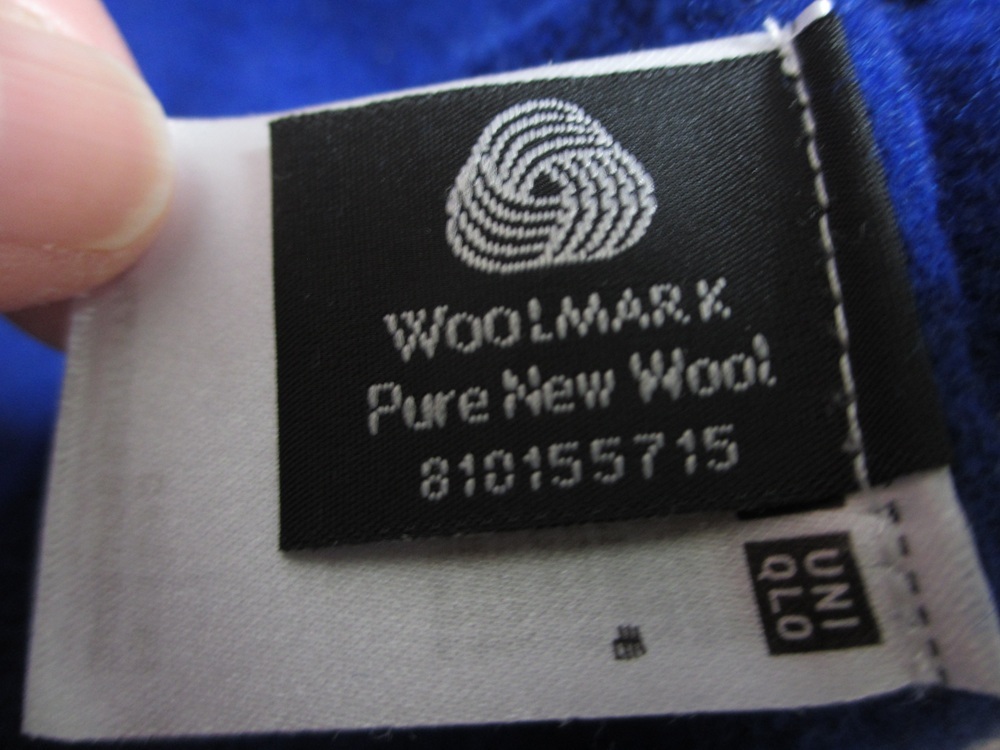 WOOLMARK
Pure New Wool
810155715
UNI
QLO